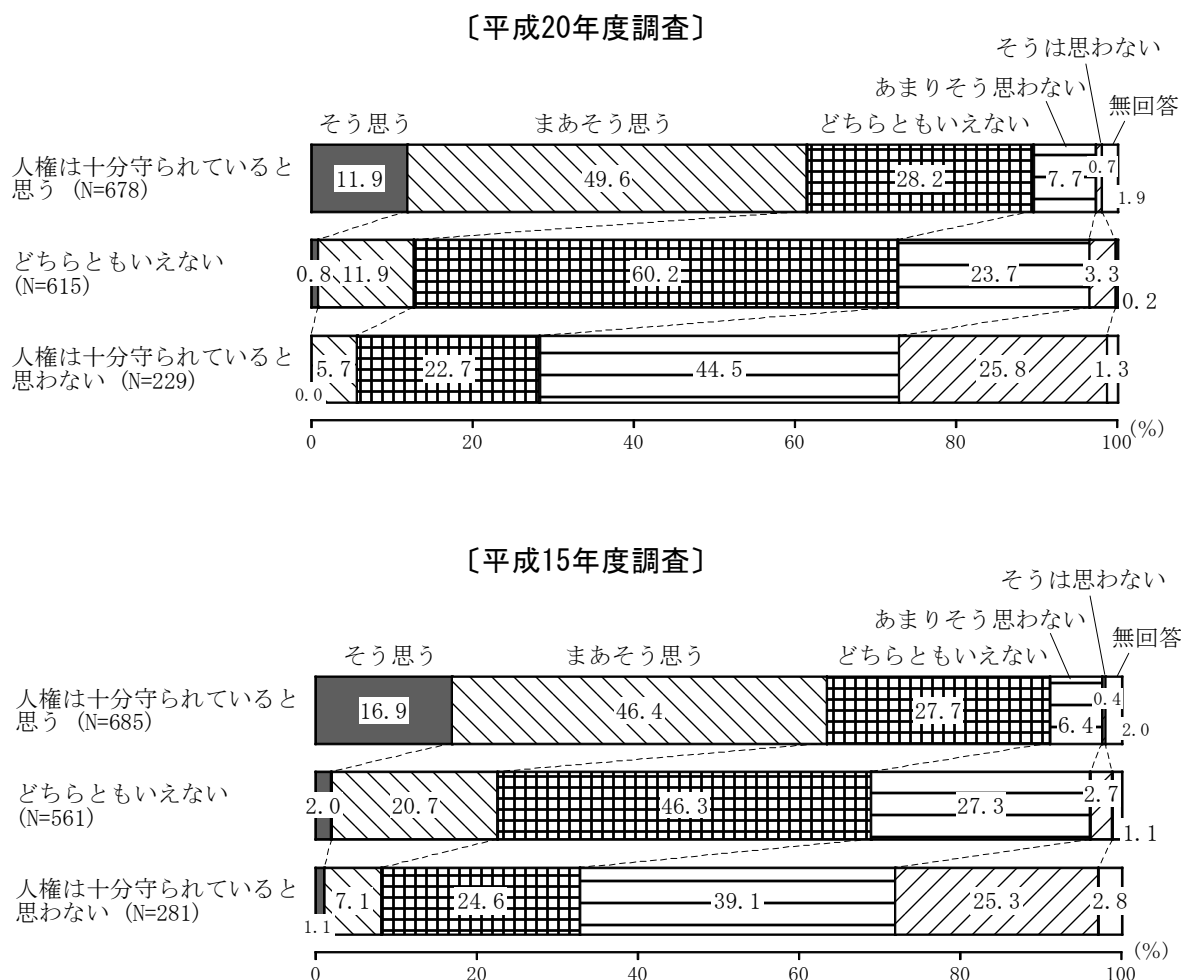 〔平成20年度調査〕
そうは思わない
あまりそう思わない
無回答
そう思う
まあそう思う
どちらともいえない
人権は十分守られていると
思う (N=678)
11.9
49.6
28.2
7.7
0.7
1.9
どちらともいえない
(N=615)
0.8
11.9
60.2
23.7
3.3
0.2
人権は十分守られていると
思わない (N=229)
0.0
5.7
22.7
44.5
25.8
1.3
0
20
40
60
80
100
(%)
〔平成15年度調査〕
そうは思わない
あまりそう思わない
無回答
そう思う
まあそう思う
どちらともいえない
人権は十分守られていると
思う (N=685)
16.9
46.4
27.7
6.4
0.4
2.0
どちらともいえない
(N=561)
2.0
20.7
46.3
27.3
2.7
1.1
人権は十分守られていると
思わない (N=281)
1.1
7.1
24.6
39.1
25.3
2.8
0
20
40
60
80
100
(%)